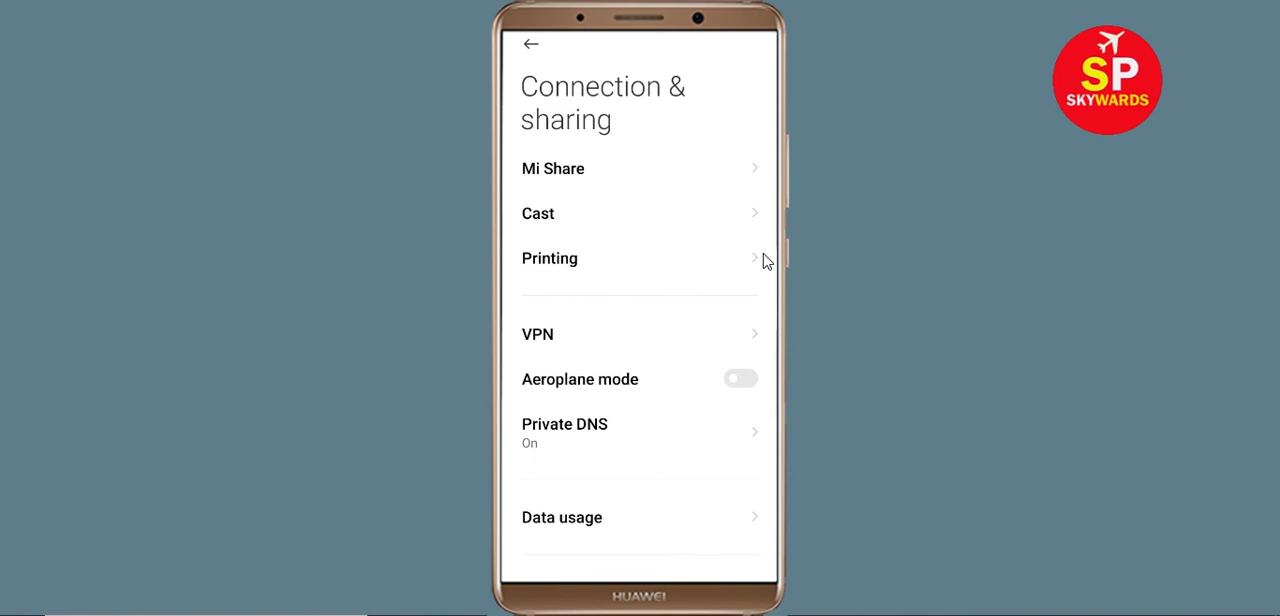 Connection &
sharing
Mi Share
Cast
Printing
VPN
Aeroplane mode
Private DNS
On
Data usage
HUAWEI
SP
SKYWARDS